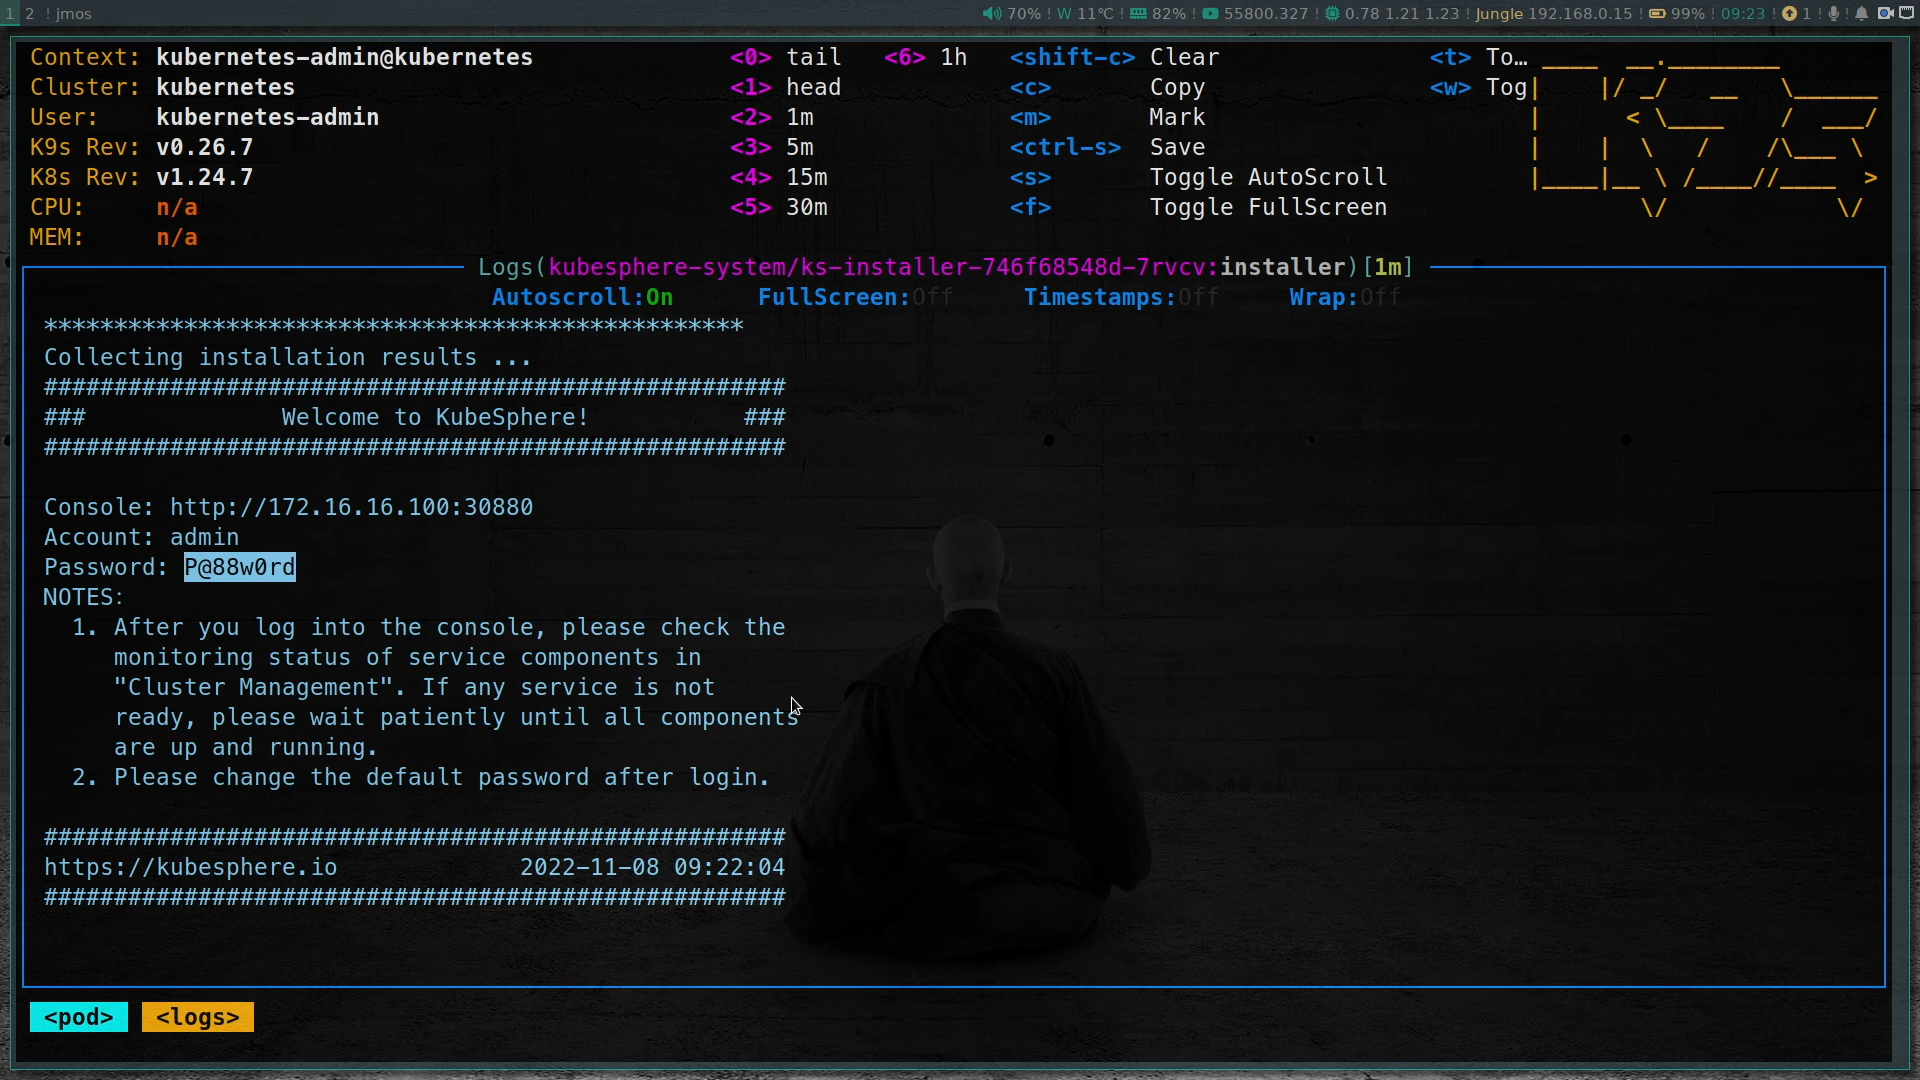 1 2 ! jmos 70% ! W 11°C ! 82% ! 55800.327 ! 0.78 1.21 1.23 ! Jungle 192.168.0.15 ! 99% ! 09:23 ! 1 ! !
Context: kubernetes-admin@kubernetes <0> tail <6> 1h <shift-c> Clear <t> To…
Cluster: kubernetes <1> head <c> Copy <w> Tog
User: kubernetes-admin <2> 1m <m> Mark
K9s Rev: v0.26.7 <3> 5m <ctrl-s> Save
K8s Rev: v1.24.7 <4> 15m <s> Toggle AutoScroll
CPU: n/a <5> 30m <f> Toggle FullScreen
MEM: n/a
Logs(kubesphere-system/ks-installer-746f68548d-7rvcv:installer)[1m]
Autoscroll:On FullScreen:Off Timestamps:Off Wrap:Off
**************************************************
Collecting installation results ...
#####################################################
### Welcome to KubeSphere! ###
#####################################################
Console: http://172.16.16.100:30880
Account: admin
Password: P@88w0rd
NOTES:
1. After you log into the console, please check the
monitoring status of service components in
"Cluster Management". If any service is not
ready, please wait patiently until all components
are up and running.
2. Please change the default password after login.
#####################################################
https://kubesphere.io 2022-11-08 09:22:04
#####################################################
<pod> <logs>